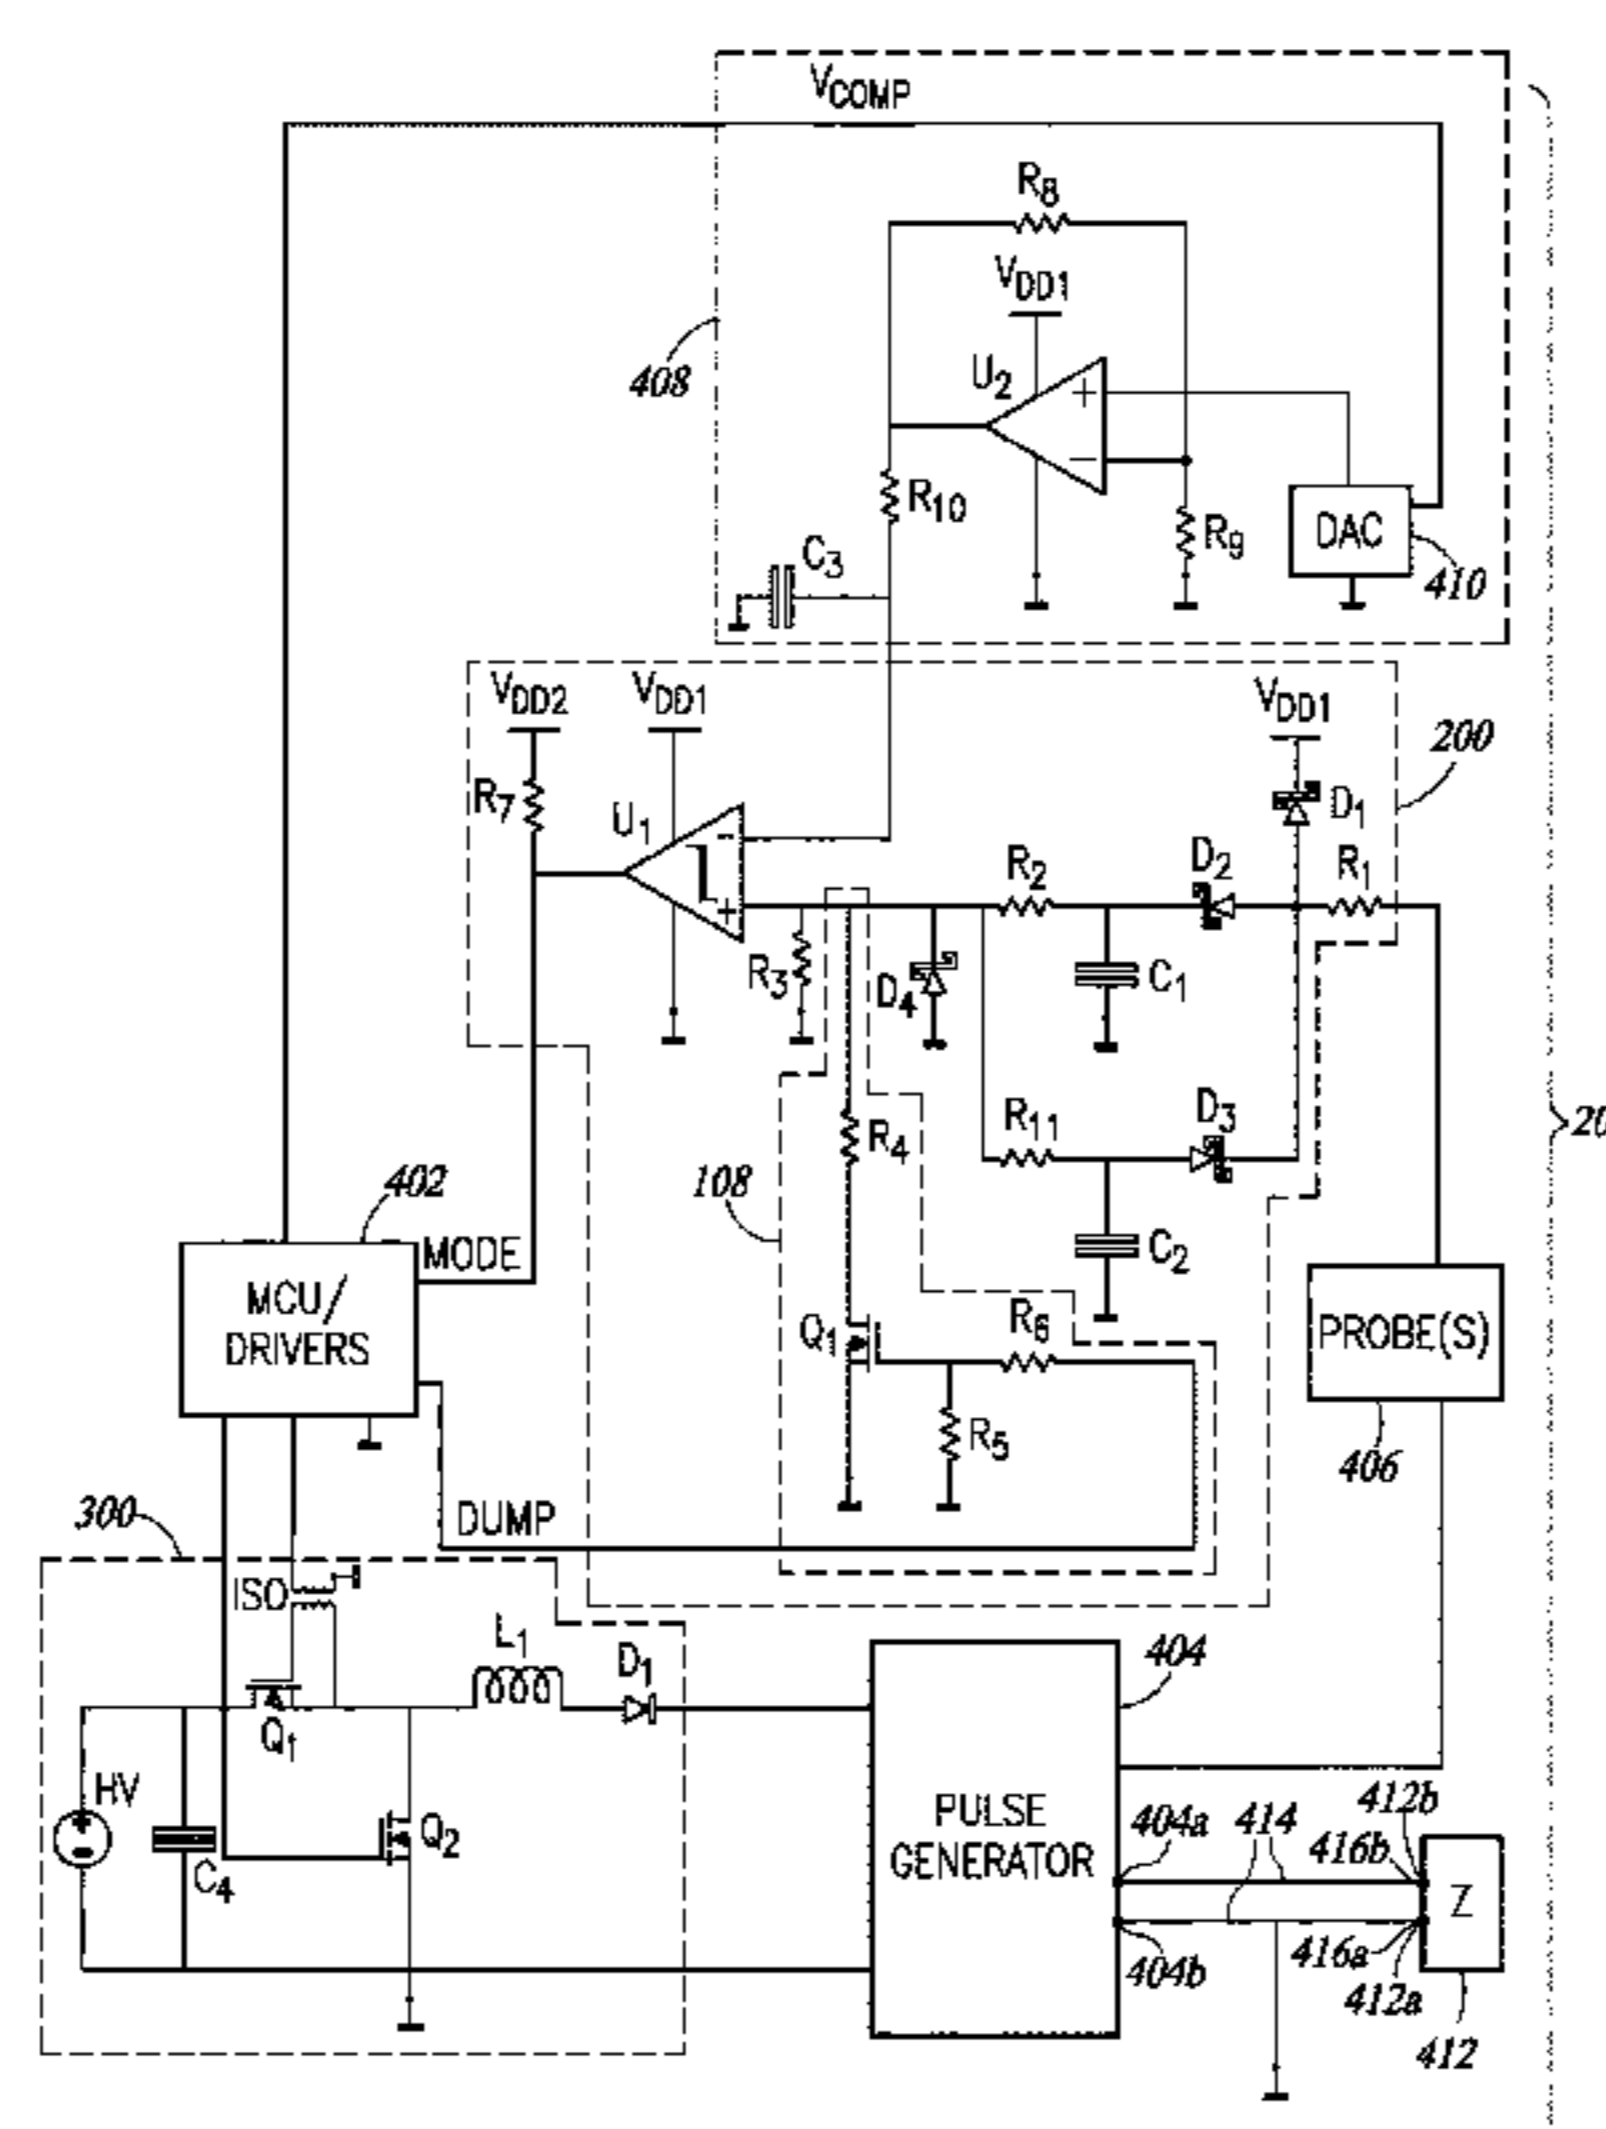 VCOMP
R8
VDD1
408
U2
+
−
R10
R9
DAC
C3
410
VDD2
VDD1
VDD1
200
R7
U1
D1
-
R2
D2
R1
+
R3
D4
C1
R11
D3
R4
402
108
MODE
C2
MCU/
DRIVERS
Q1
R6
PROBE(S)
R5
406
20
300
DUMP
ISO
L1
D1
404
Q1
HV
PULSE
GENERATOR
412b
404a
414
416b
Q2
C4
Z
416a
404b
412a
412